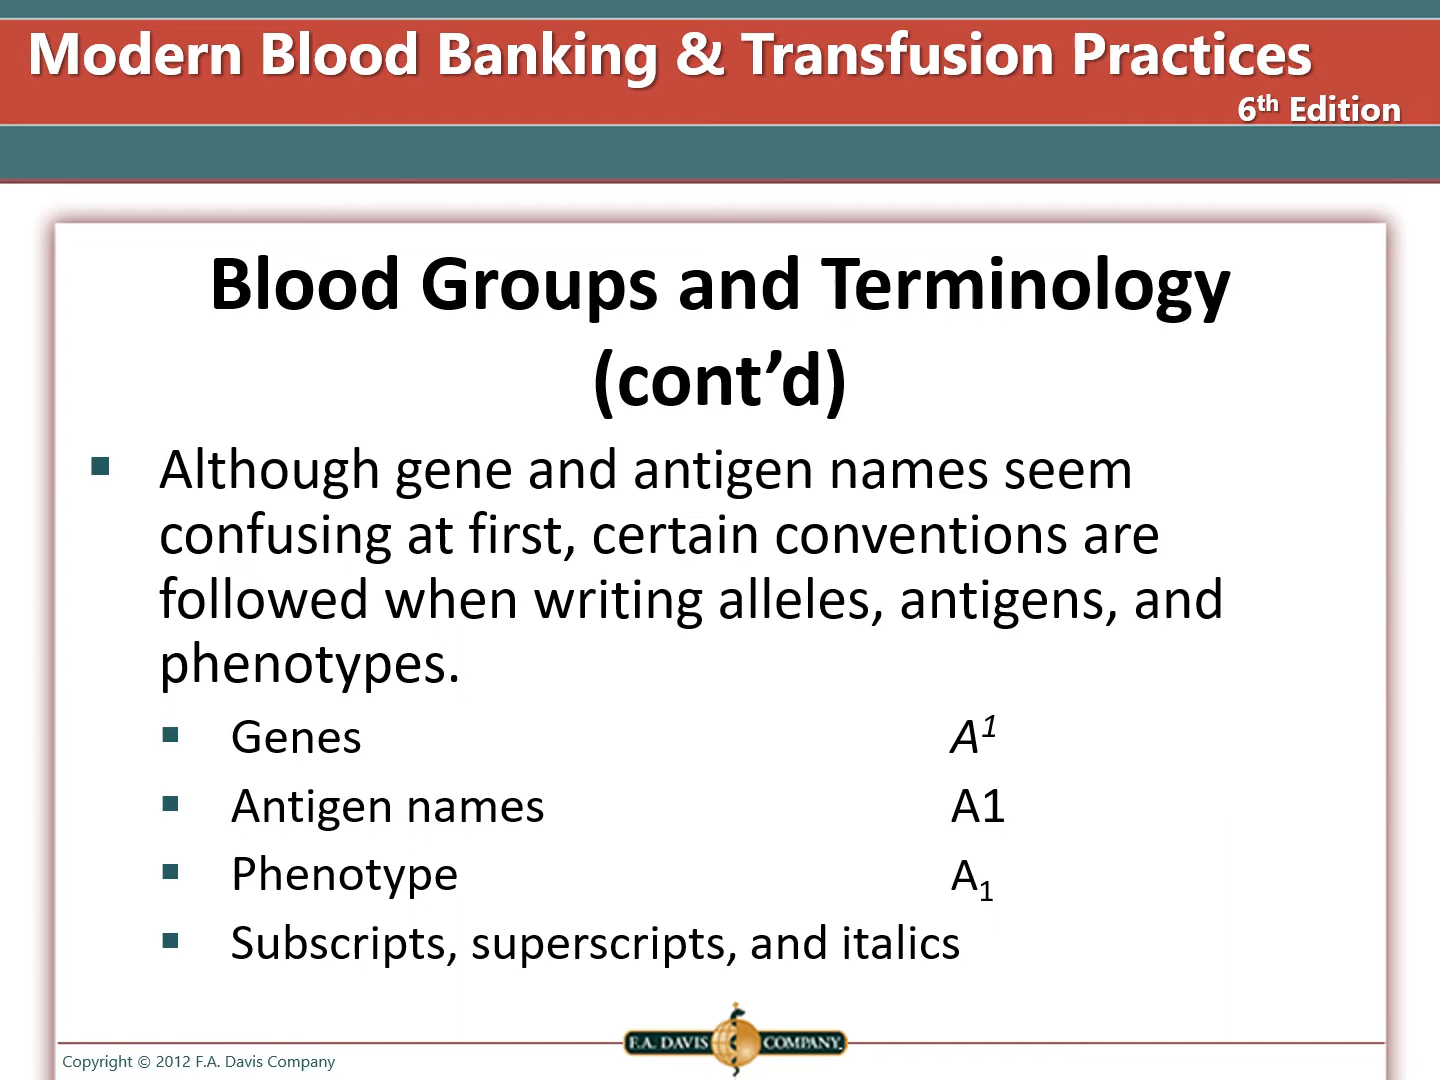 Modern Blood Banking & Transfusion Practices
6th Edition
Blood Groups and Terminology
(cont’d)
Although gene and antigen names seem
confusing at first, certain conventions are
followed when writing alleles, antigens, and
phenotypes.
Genes A¹
Antigen names A1
Phenotype A₁
Subscripts, superscripts, and italics
F.A. DAVIS COMPANY
Copyright © 2012 F.A. Davis Company